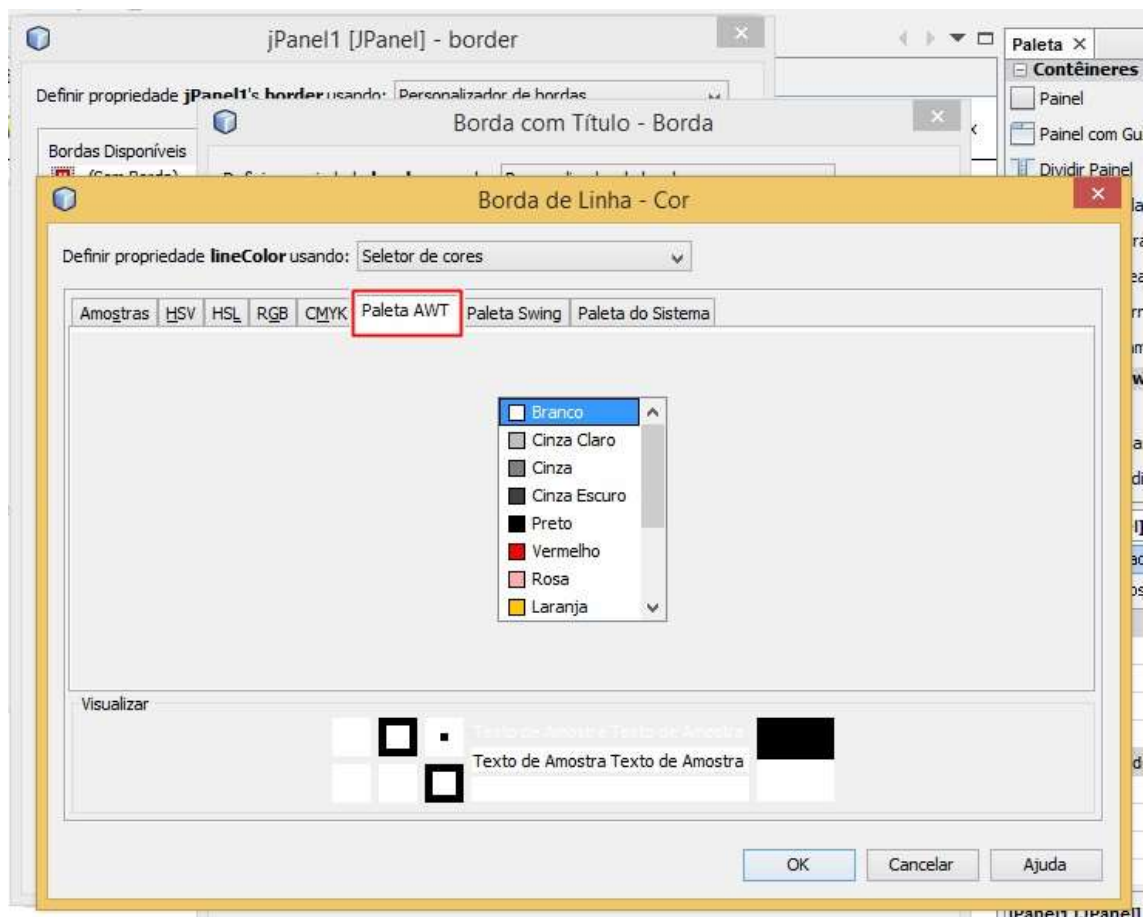 jPanel1 [JPanel] - border
Paleta
Contêineres
Definir propriedade jPanel1's border usando: Personalizador de bordas
Painel
Borda com Título - Borda
Painel com Gu
Bordas Disponíveis
Dividir Painel
Borda de Linha - Cor
Definir propriedade lineColor usando: Seletor de cores
Amostras HSV HSL RGB CMYK Paleta AWT Paleta Swing Paleta do Sistema
Branco
Cinza Claro
Cinza
Cinza Escuro
Preto
Vermelho
Rosa
Laranja
Visualizar
Texto de Amostra Texto de Amostra
Texto de Amostra Texto de Amostra
OK Cancelar Ajuda